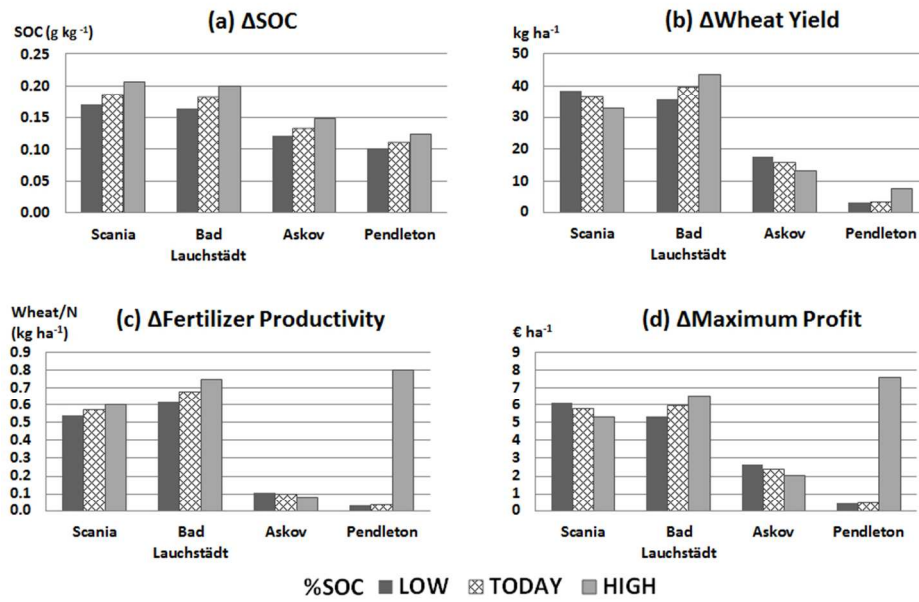 (a) ΔSOC
SOC (g kg⁻¹)
0.25
0.20
0.15
0.10
0.05
0.00
Scania Bad Askov Pendleton
Lauchstädt
(b) ΔWheat Yield
kg ha⁻¹
50
40
30
20
10
0
Scania Bad Askov Pendleton
Lauchstädt
(c) ΔFertilizer Productivity
Wheat/N
(kg ha⁻¹)
0.9
0.8
0.7
0.6
0.5
0.4
0.3
0.2
0.1
0.0
Scania Bad Askov Pendleton
Lauchstädt
(d) ΔMaximum Profit
€ ha⁻¹
9
8
7
6
5
4
3
2
1
0
Scania Bad Askov Pendleton
Lauchstädt
%SOC LOW TODAY HIGH